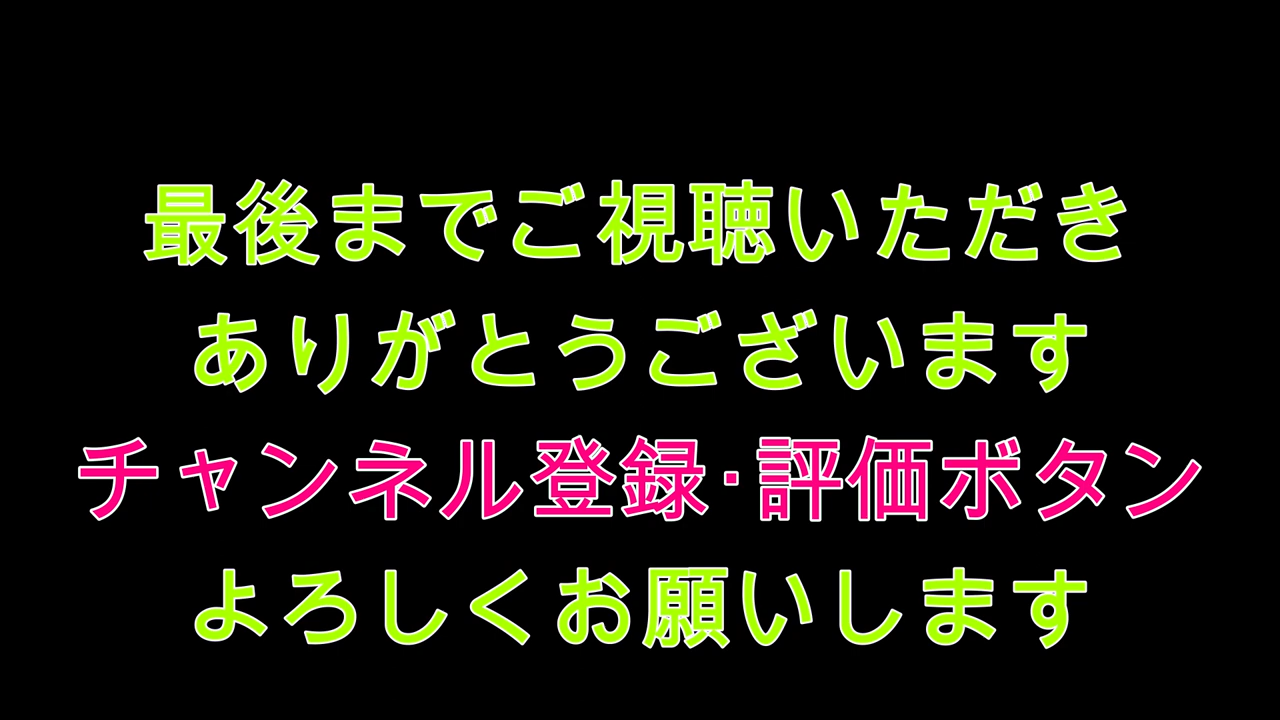 最後までご視聴いただき
ありがとうございます
チャンネル登録･評価ボタン
よろしくお願いします